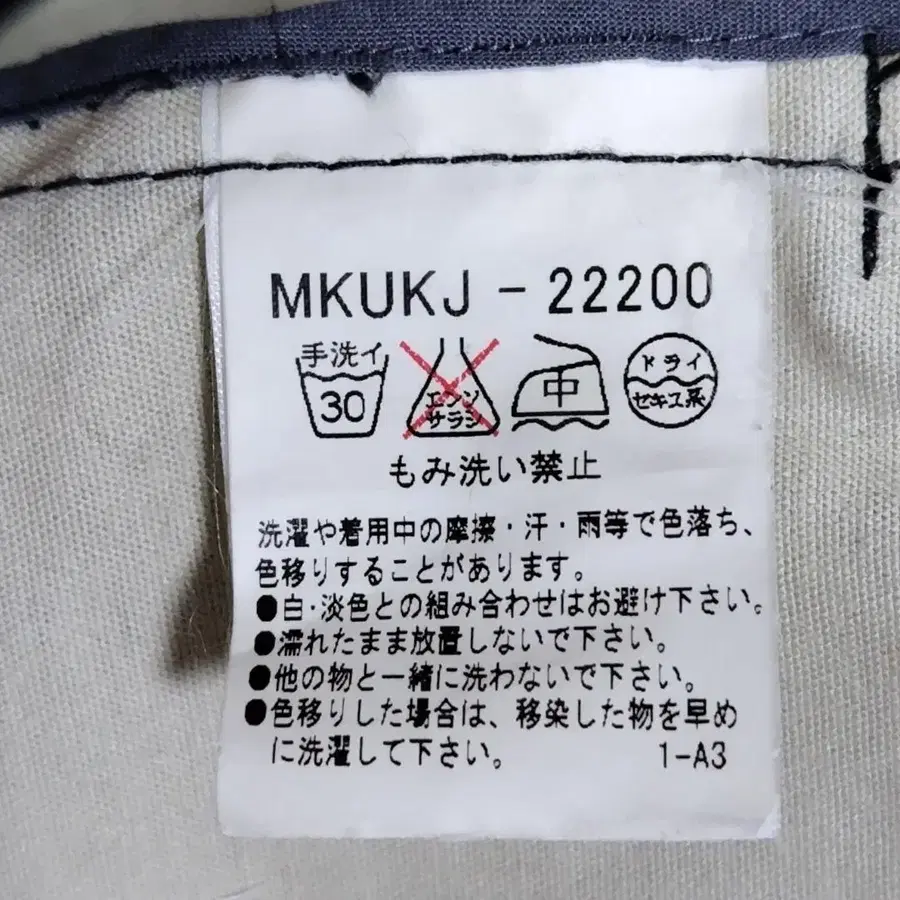 MKUKJ-22200
手洗イ
30
エンソ
サラシ
中
ドライ
セキユ系
もみ洗い禁止
洗濯や着用中の摩擦・汗・雨等で色落ち、
色移りすることがあります。
●白・淡色との組み合わせはお避け下さい。
●濡れたまま放置しないで下さい。
●他の物と一緒に洗わないで下さい。
●色移りした場合は、移染した物を早め
に洗濯して下さい。 1-A3